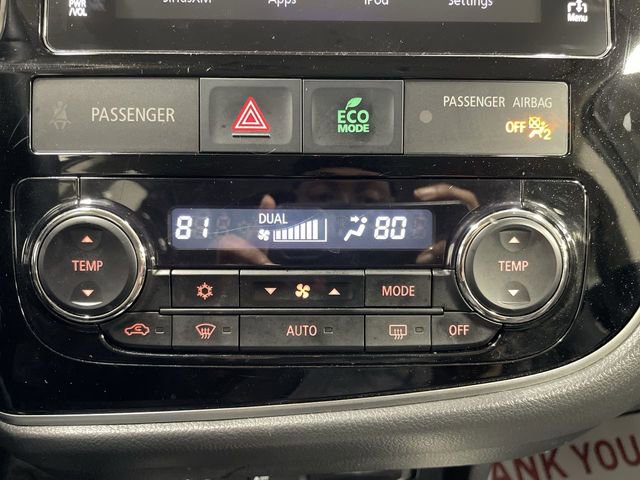 PWR
/VOL
SiriusXM
Apps
iPod
Settings
Menu
PASSENGER
ECO
MODE
PASSENGER AIRBAG
OFF 2
81
DUAL
80
TEMP
TEMP
MODE
AUTO
OFF
ANK YOU